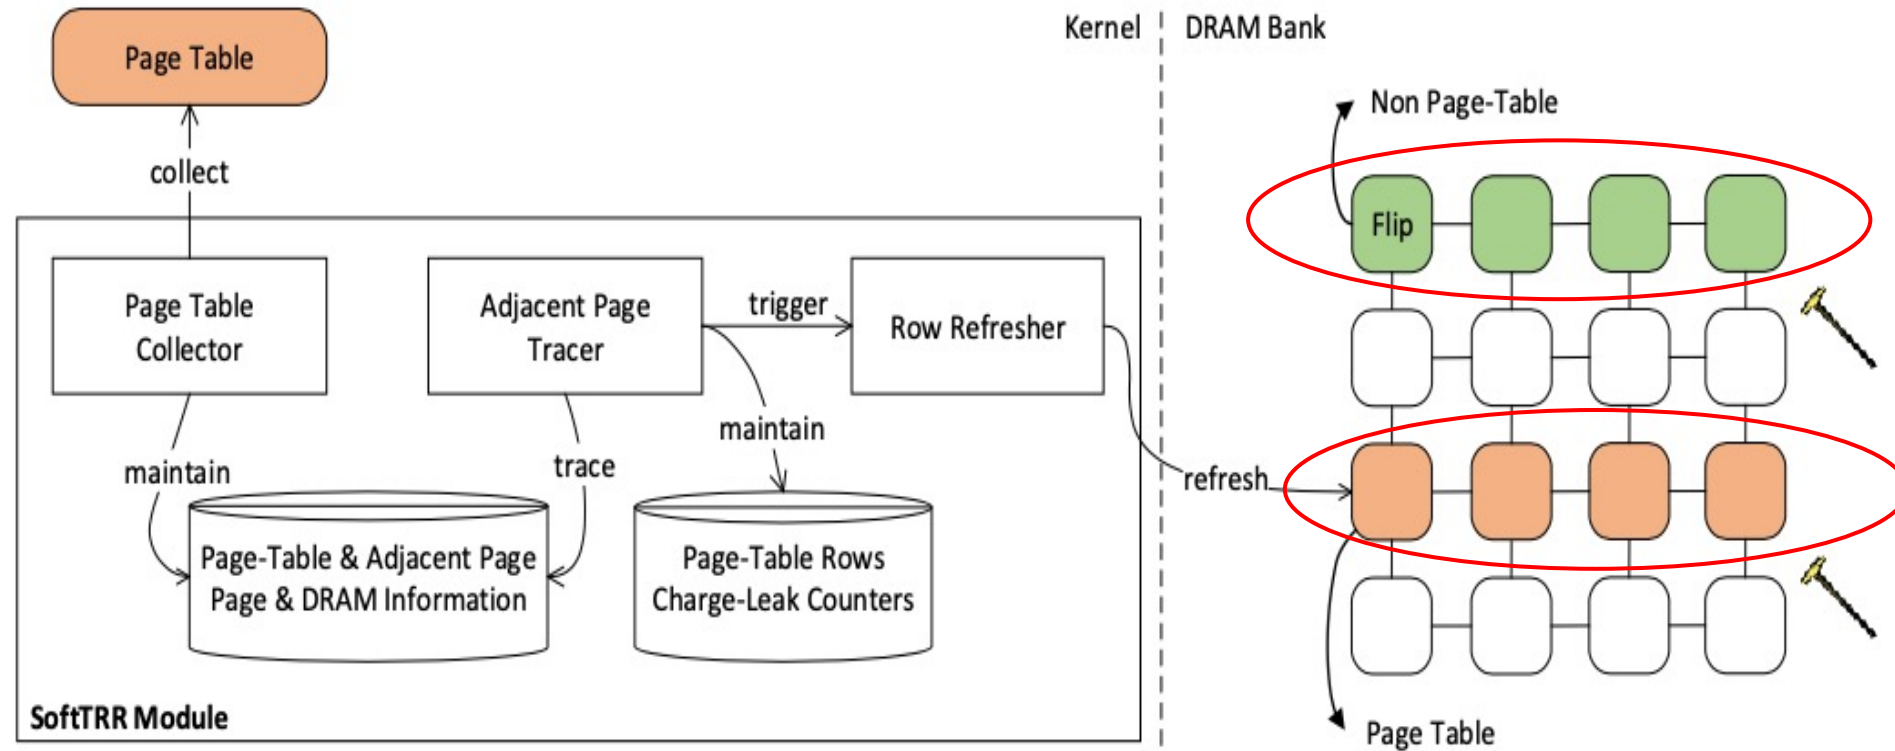 Page Table
Kernel
DRAM Bank
Non Page-Table
collect
Flip
Page Table
Collector
Adjacent Page
Tracer
trigger
Row Refresher
maintain
maintain
trace
refresh
Page-Table & Adjacent Page
Page & DRAM Information
Page-Table Rows
Charge-Leak Counters
SoftTRR Module
Page Table